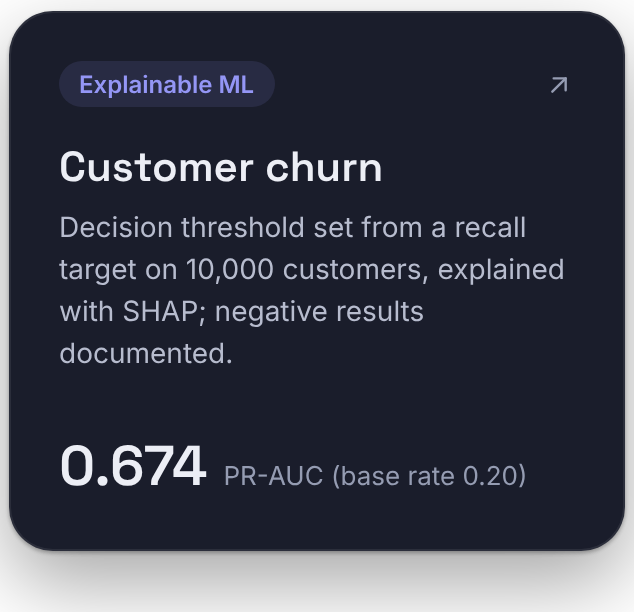 Explainable ML
Customer churn
Decision threshold set from a recall
target on 10,000 customers, explained
with SHAP; negative results
documented.
0.674 PR-AUC (base rate 0.20)